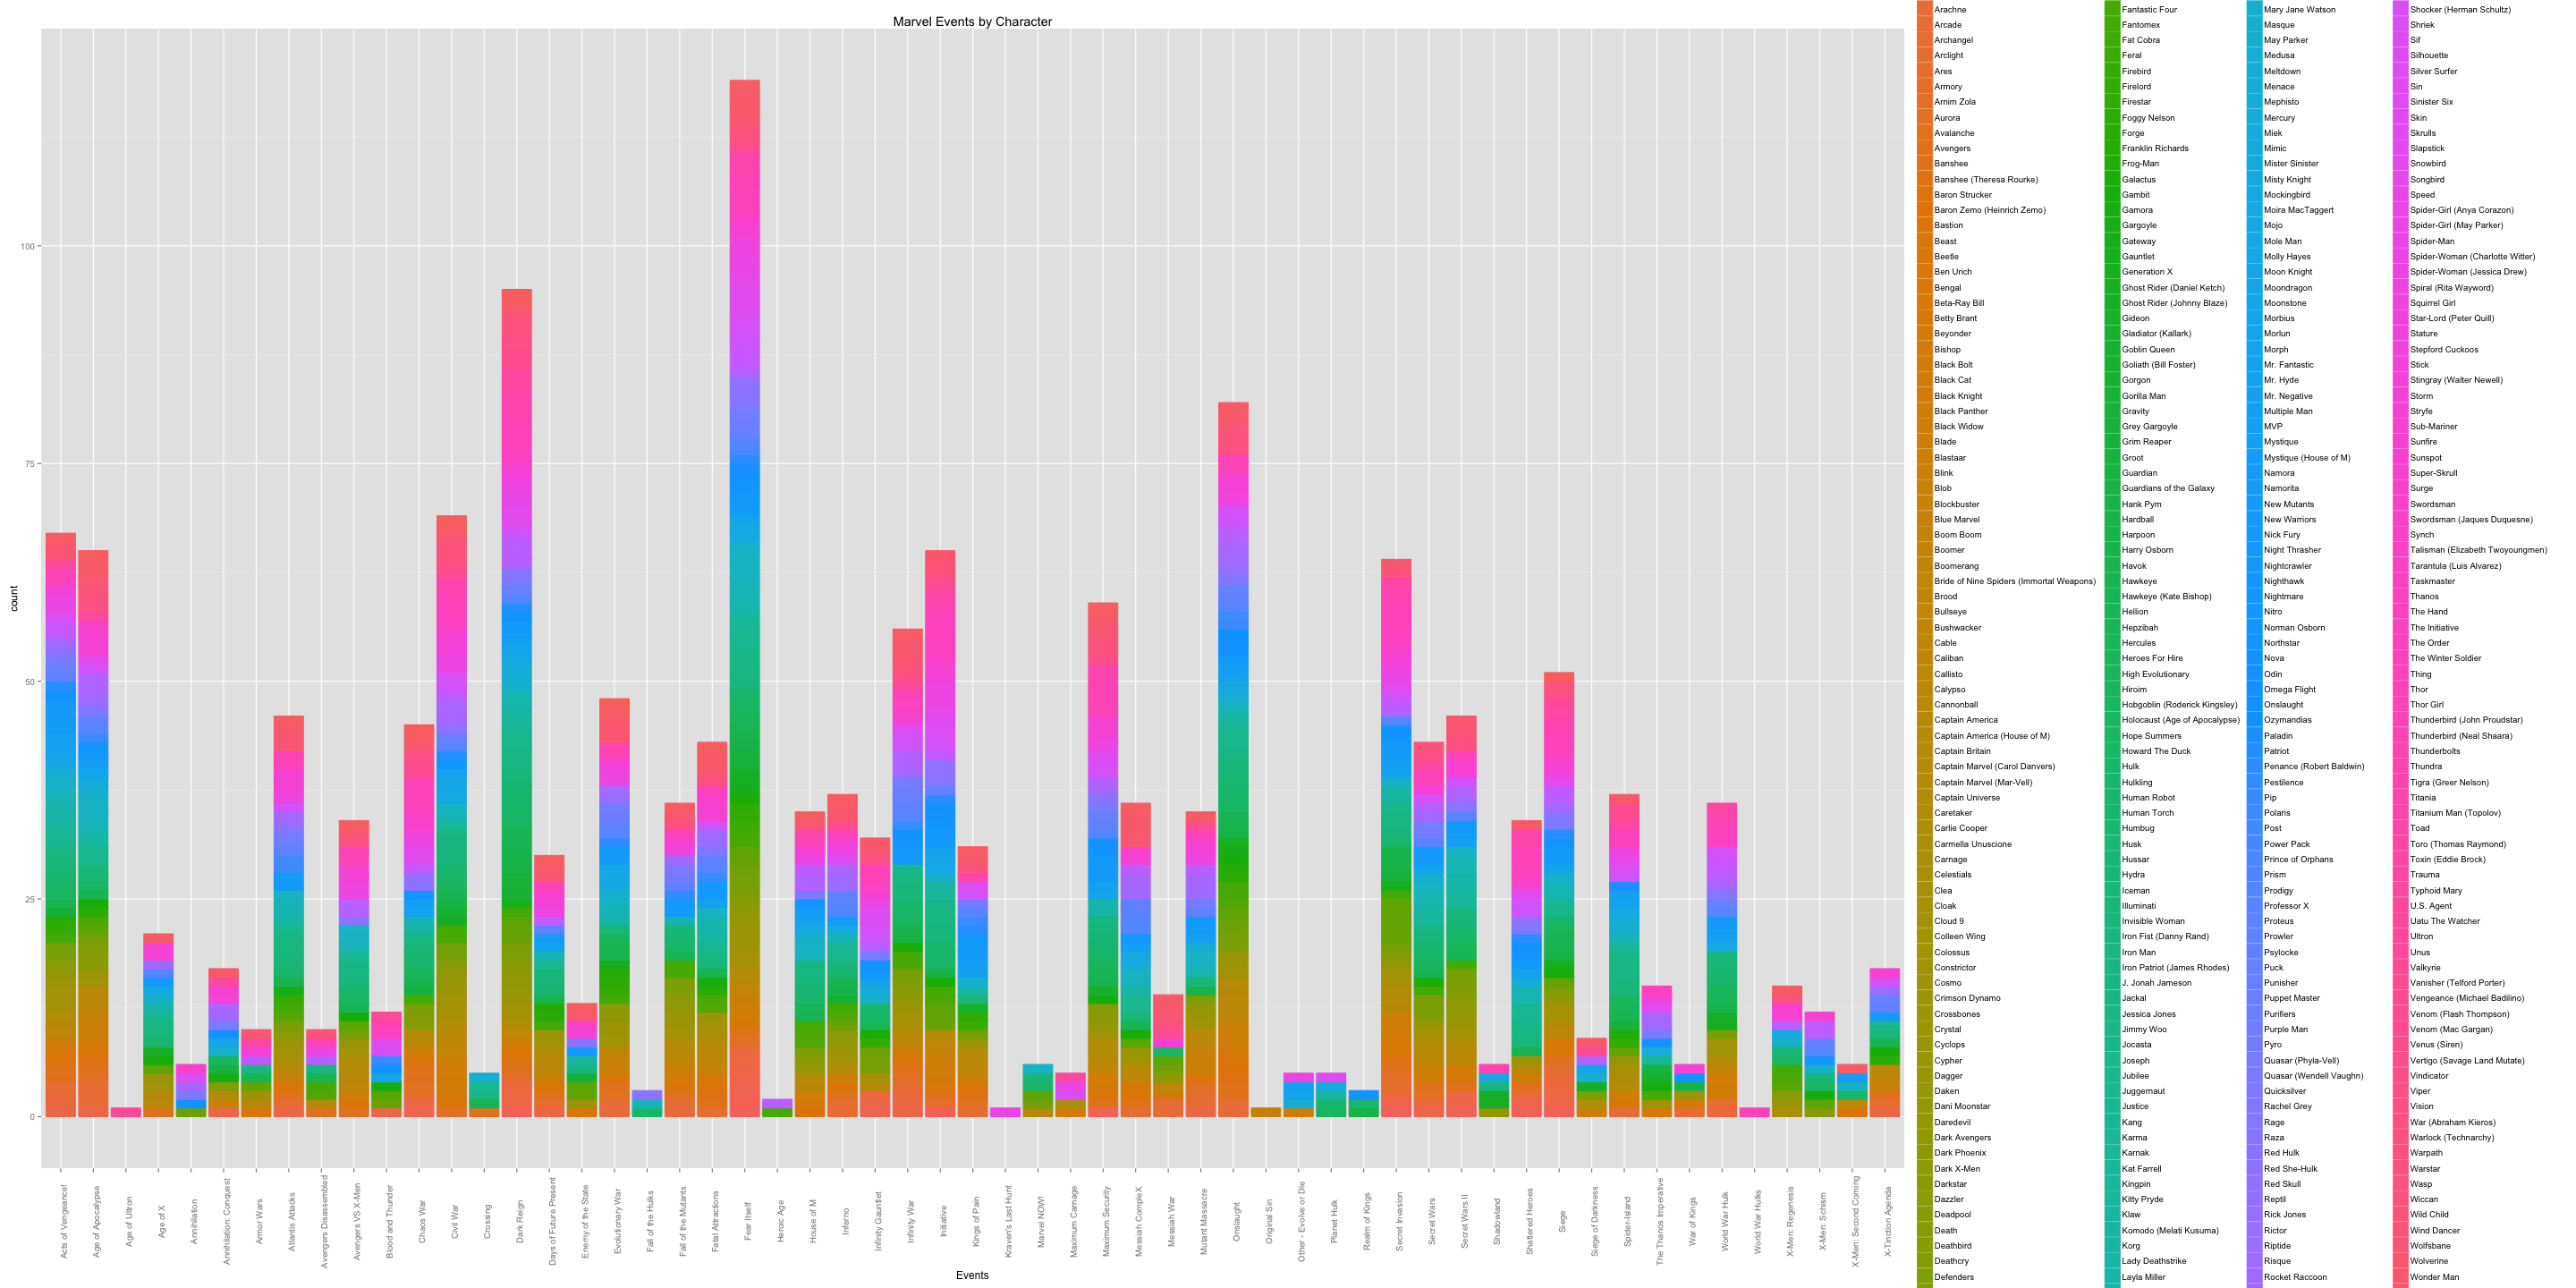 Marvel Events by Character
count
100
75
50
25
0
Acts of Vengeance!
Age of Apocalypse
Age of Ultron
Age of X
Annihilation
Annihilation: Conquest
Armor Wars
Atlantis Attacks
Avengers Disassembled
Avengers VS X-Men
Blood and Thunder
Chaos War
Civil War
Crossing
Dark Reign
Days of Future Present
Enemy of the State
Evolutionary War
Fall of the Hulks
Fall of the Mutants
Fatal Attractions
Fear Itself
Heroic Age
House of M
Inferno
Infinity Gauntlet
Infinity War
Initiative
Kings of Pain
Kraven's Last Hunt
Marvel NOW!
Maximum Carnage
Maximum Security
Messiah CompleX
Messiah War
Mutant Massacre
Onslaught
Original Sin
Other - Evolve or Die
Planet Hulk
Realm of Kings
Secret Invasion
Secret Wars
Secret Wars II
Shadowland
Shattered Heroes
Siege
Siege of Darkness
Spider-Island
The Thanos Imperative
War of Kings
World War Hulk
World War Hulks
X-Men: Regenesis
X-Men: Schism
X-Men: Second Coming
X-Tinction Agenda
Events
Arachne
Arcade
Archangel
Arclight
Ares
Armory
Arnim Zola
Aurora
Avalanche
Avengers
Banshee
Banshee (Theresa Rourke)
Baron Strucker
Baron Zemo (Heinrich Zemo)
Bastion
Beast
Beetle
Ben Urich
Bengal
Beta-Ray Bill
Betty Brant
Beyonder
Bishop
Black Bolt
Black Cat
Black Knight
Black Panther
Black Widow
Blade
Blastaar
Blink
Blob
Blockbuster
Blue Marvel
Boom Boom
Boomer
Boomerang
Bride of Nine Spiders (Immortal Weapons)
Brood
Bullseye
Bushwacker
Cable
Caliban
Callisto
Calypso
Cannonball
Captain America
Captain America (House of M)
Captain Britain
Captain Marvel (Carol Danvers)
Captain Marvel (Mar-Vell)
Captain Universe
Caretaker
Carlie Cooper
Carmella Unuscione
Carnage
Celestials
Clea
Cloak
Cloud 9
Colleen Wing
Colossus
Constrictor
Cosmo
Crimson Dynamo
Crossbones
Crystal
Cyclops
Cypher
Dagger
Daken
Dani Moonstar
Daredevil
Dark Avengers
Dark Phoenix
Dark X-Men
Darkstar
Dazzler
Deadpool
Death
Deathbird
Deathcry
Defenders
Fantastic Four
Fantomex
Fat Cobra
Feral
Firebird
Firelord
Firestar
Foggy Nelson
Forge
Franklin Richards
Frog-Man
Galactus
Gambit
Gamora
Gargoyle
Gateway
Gauntlet
Generation X
Ghost Rider (Daniel Ketch)
Ghost Rider (Johnny Blaze)
Gideon
Gladiator (Kallark)
Goblin Queen
Goliath (Bill Foster)
Gorgon
Gorilla Man
Gravity
Grey Gargoyle
Grim Reaper
Groot
Guardian
Guardians of the Galaxy
Hank Pym
Hardball
Harpoon
Harry Osborn
Havok
Hawkeye
Hawkeye (Kate Bishop)
Hellion
Hepzibah
Hercules
Heroes For Hire
High Evolutionary
Hiroim
Hobgoblin (Roderick Kingsley)
Holocaust (Age of Apocalypse)
Hope Summers
Howard The Duck
Hulk
Hulkling
Human Robot
Human Torch
Humbug
Husk
Hussar
Hydra
Iceman
Illuminati
Invisible Woman
Iron Fist (Danny Rand)
Iron Man
Iron Patriot (James Rhodes)
J. Jonah Jameson
Jackal
Jessica Jones
Jimmy Woo
Jocasta
Joseph
Jubilee
Juggernaut
Justice
Kang
Karma
Karnak
Kat Farrell
Kingpin
Kitty Pryde
Klaw
Komodo (Melati Kusuma)
Korg
Lady Deathstrike
Layla Miller
Mary Jane Watson
Masque
May Parker
Medusa
Meltdown
Menace
Mephisto
Mercury
Miek
Mimic
Mister Sinister
Misty Knight
Mockingbird
Moira MacTaggert
Mojo
Mole Man
Molly Hayes
Moon Knight
Moondragon
Moonstone
Morbius
Morlun
Morph
Mr. Fantastic
Mr. Hyde
Mr. Negative
Multiple Man
MVP
Mystique
Mystique (House of M)
Namora
Namorita
New Mutants
New Warriors
Nick Fury
Night Thrasher
Nightcrawler
Nighthawk
Nightmare
Nitro
Norman Osborn
Northstar
Nova
Odin
Omega Flight
Onslaught
Ozymandias
Paladin
Patriot
Penance (Robert Baldwin)
Pestilence
Pip
Polaris
Post
Power Pack
Prince of Orphans
Prism
Prodigy
Professor X
Proteus
Prowler
Psylocke
Puck
Punisher
Puppet Master
Purifiers
Purple Man
Pyro
Quasar (Phyla-Vell)
Quasar (Wendell Vaughn)
Quicksilver
Rachel Grey
Rage
Raza
Red Hulk
Red She-Hulk
Red Skull
Reptil
Rick Jones
Rictor
Riptide
Risque
Rocket Raccoon
Shocker (Herman Schultz)
Shriek
Sif
Silhouette
Silver Surfer
Sin
Sinister Six
Skin
Skrulls
Slapstick
Snowbird
Songbird
Speed
Spider-Girl (Anya Corazon)
Spider-Girl (May Parker)
Spider-Man
Spider-Woman (Charlotte Witter)
Spider-Woman (Jessica Drew)
Spiral (Rita Wayword)
Squirrel Girl
Star-Lord (Peter Quill)
Stature
Stepford Cuckoos
Stick
Stingray (Walter Newell)
Storm
Stryfe
Sub-Mariner
Sunfire
Sunspot
Super-Skrull
Surge
Swordsman
Swordsman (Jaques Duquesne)
Synch
Talisman (Elizabeth Twoyoungmen)
Tarantula (Luis Alvarez)
Taskmaster
Thanos
The Hand
The Initiative
The Order
The Winter Soldier
Thing
Thor
Thor Girl
Thunderbird (John Proudstar)
Thunderbird (Neal Shaara)
Thunderbolts
Thundra
Tigra (Greer Nelson)
Titania
Titanium Man (Topolov)
Toad
Toro (Thomas Raymond)
Toxin (Eddie Brock)
Trauma
Typhoid Mary
U.S. Agent
Uatu The Watcher
Ultron
Unus
Valkyrie
Vanisher (Telford Porter)
Vengeance (Michael Badilino)
Venom (Flash Thompson)
Venom (Mac Gargan)
Venus (Siren)
Vertigo (Savage Land Mutate)
Vindicator
Viper
Vision
War (Abraham Kieros)
Warlock (Technarchy)
Warpath
Warstar
Wasp
Wiccan
Wild Child
Wind Dancer
Wolfsbane
Wolverine
Wonder Man